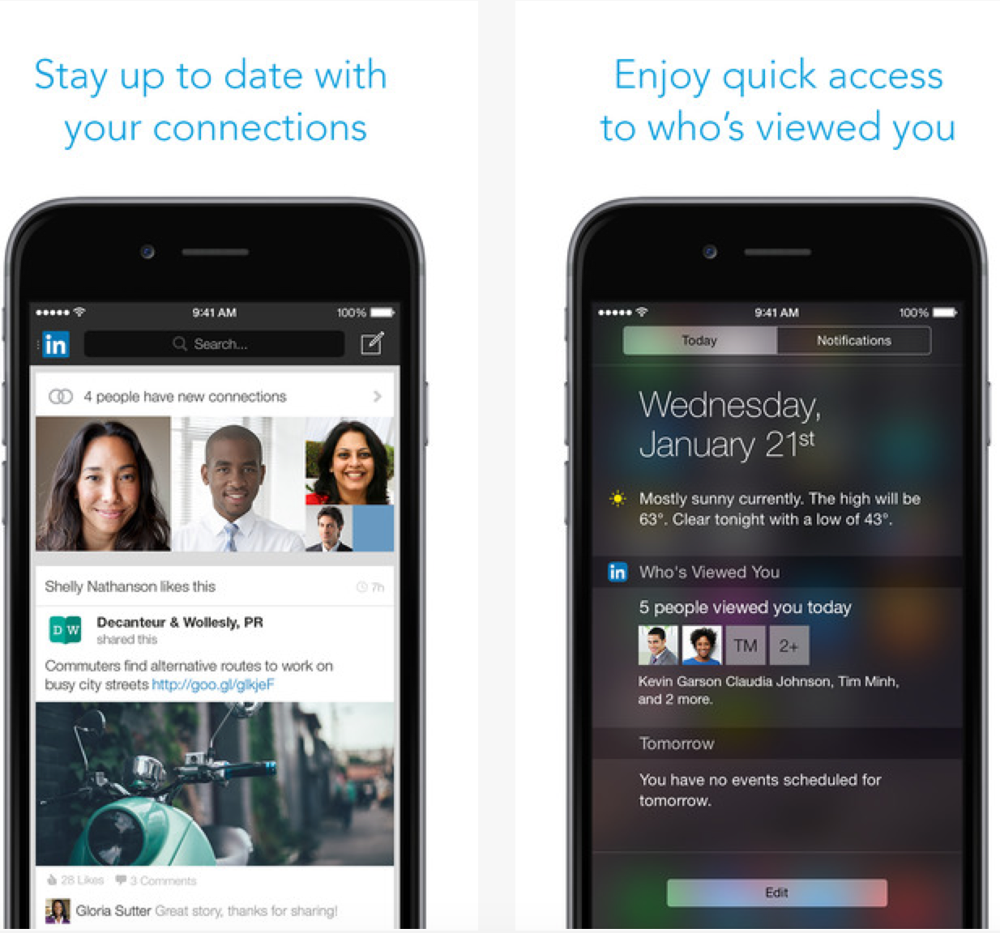 Stay up to date with
your connections
9:41 AM
100%
in
Search...
4 people have new connections
Shelly Nathanson likes this
7h
D W
Decanteur & Wollesly, PR
shared this
Commuters find alternative routes to work on
busy city streets http://goo.gl/glkjeF
28 Likes
3 Comments
Gloria Sutter Great story, thanks for sharing!
Enjoy quick access
to who's viewed you
9:41 AM
100%
Today
Notifications
Wednesday,
January 21st
Mostly sunny currently. The high will be
63°. Clear tonight with a low of 43°.
in
Who's Viewed You
5 people viewed you today
TM
2+
Kevin Garson Claudia Johnson, Tim Minh,
and 2 more.
Tomorrow
You have no events scheduled for
tomorrow.
Edit